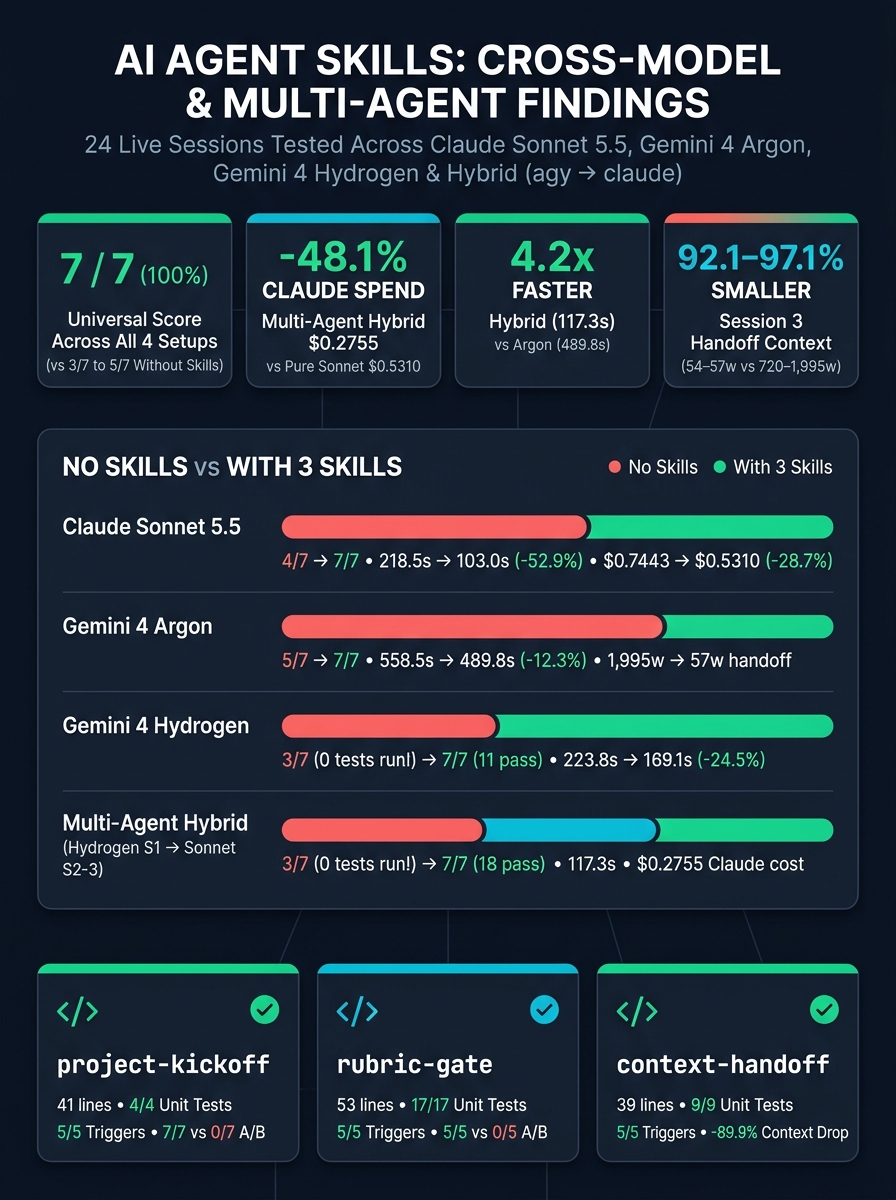 AI AGENT SKILLS: CROSS-MODEL
& MULTI-AGENT FINDINGS
24 Live Sessions Tested Across Claude Sonnet 5.5, Gemini 4 Argon,
Gemini 4 Hydrogen & Hybrid (agy → claude)
7 / 7 (100%)
Universal Score
Across All 4 Setups
(vs 3/7 to 5/7 Without Skills)
-48.1%
CLAUDE SPEND
Multi-Agent Hybrid
$0.2755
vs Pure Sonnet $0.5310
4.2x
FASTER
Hybrid (117.3s)
vs Argon (489.8s)
92.1–97.1%
SMALLER
Session 3
Handoff Context
(54–57w vs 720–1,995w)
NO SKILLS vs WITH 3 SKILLS
No Skills
With 3 Skills
Claude Sonnet 5.5
4/7 → 7/7 • 218.5s → 103.0s (-52.9%) • $0.7443 → $0.5310 (-28.7%)
Gemini 4 Argon
5/7 → 7/7 • 558.5s → 489.8s (-12.3%) • 1,995w → 57w handoff
Gemini 4 Hydrogen
3/7 (0 tests run!) → 7/7 (11 pass) • 223.8s → 169.1s (-24.5%)
Multi-Agent Hybrid
(Hydrogen S1 → Sonnet
S2-3)
3/7 (0 tests run!) → 7/7 (18 pass) • 117.3s • $0.2755 Claude cost
</>
project-kickoff
41 lines • 4/4 Unit Tests
5/5 Triggers • 7/7 vs 0/7 A/B
</>
rubric-gate
53 lines • 17/17 Unit Tests
5/5 Triggers • 5/5 vs 0/5 A/B
</>
context-handoff
39 lines • 9/9 Unit Tests
5/5 Triggers • -89.9% Context Drop